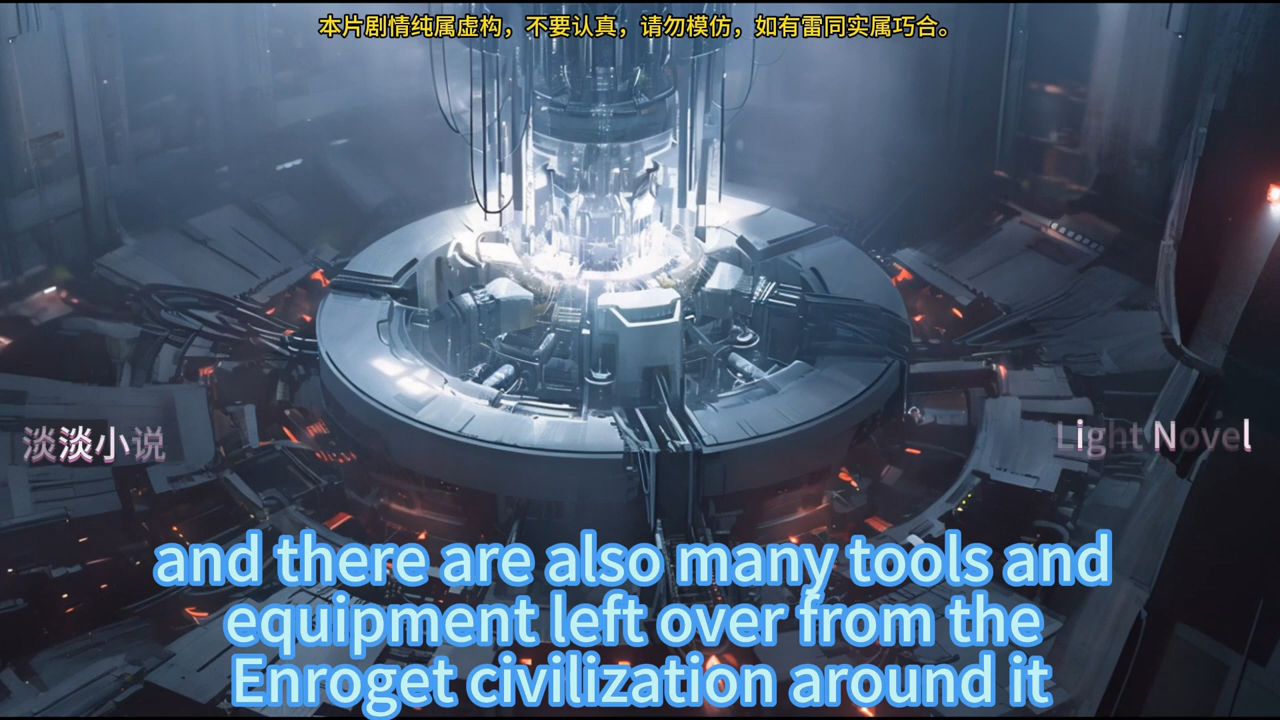 本片剧情纯属虚构，不要认真，请勿模仿，如有雷同实属巧合。
淡淡小说
Light Novel
and there are also many tools and
equipment left over from the
Enroget civilization around it